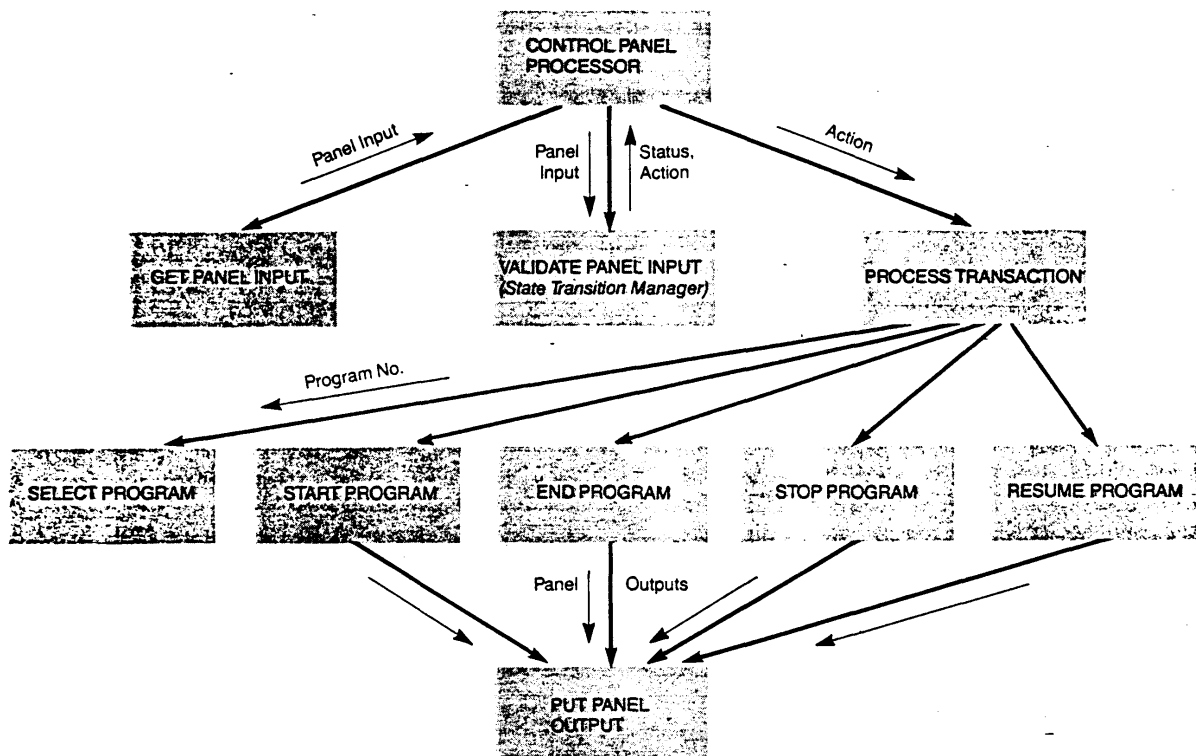 CONTROL PANEL
PROCESSOR
Panel Input
Panel
Input
Status,
Action
Action
GET PANEL INPUT
VALIDATE PANEL INPUT
(State Transition Manager)
PROCESS TRANSACTION
Program No.
SELECT PROGRAM
START PROGRAM
END PROGRAM
STOP PROGRAM
RESUME PROGRAM
Panel
Outputs
PUT PANEL
OUTPUT